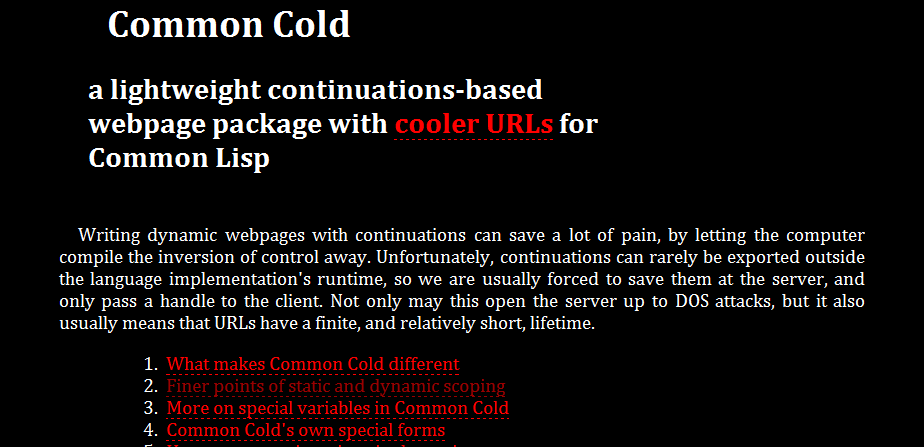 Common Cold
a lightweight continuations-based
webpage package with cooler URLs for
Common Lisp
Writing dynamic webpages with continuations can save a lot of pain, by letting the computer
compile the inversion of control away. Unfortunately, continuations can rarely be exported outside
the language implementation's runtime, so we are usually forced to save them at the server, and
only pass a handle to the client. Not only may this open the server up to DOS attacks, but it also
usually means that URLs have a finite, and relatively short, lifetime.
1. What makes Common Cold different
2. Finer points of static and dynamic scoping
3. More on special variables in Common Cold
4. Common Cold's own special forms